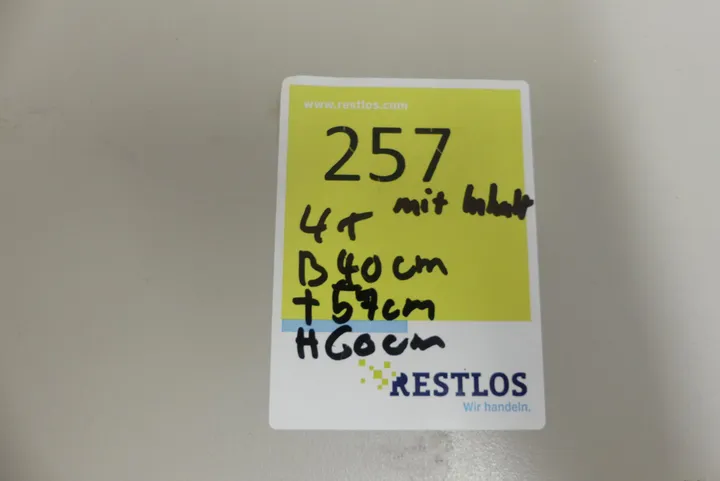 www.restlos.com
257
mit Inhalt
4 T
B 40 cm
T 57 cm
H 60 cm
RESTLOS
Wir handeln.